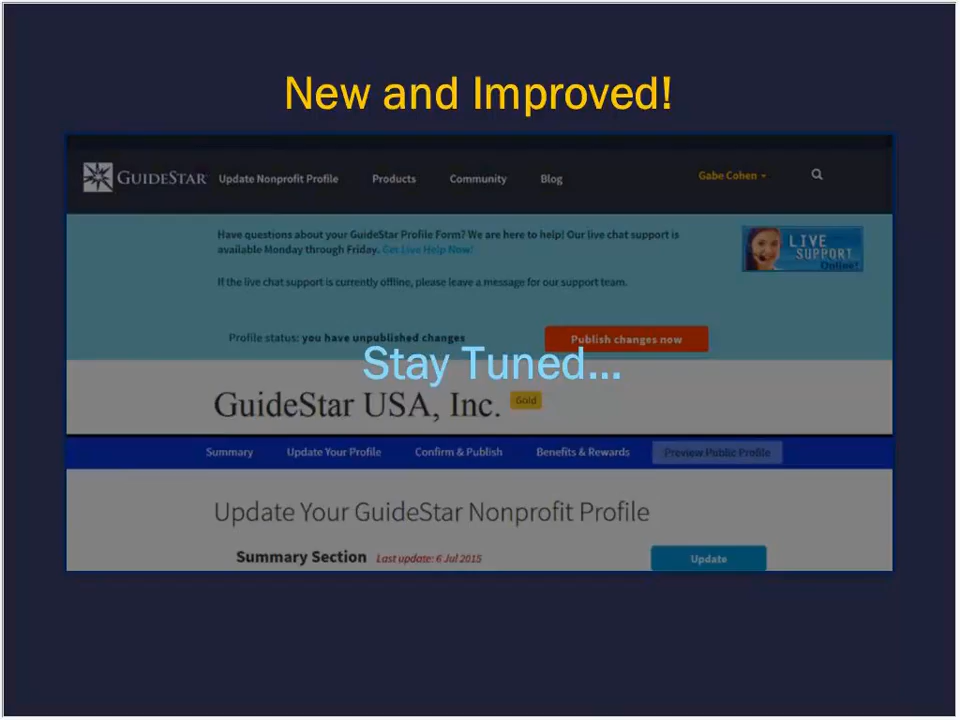 New and Improved!
GUIDESTAR Update Nonprofit Profile Products Community Blog Gabe Cohen
Have questions about your GuideStar Profile Form? We are here to help! Our live chat support is
available Monday through Friday. Get Live Help Now!
LIVE
SUPPORT
Online!
If the live chat support is currently offline, please leave a message for our support team.
Profile status: you have unpublished changes Publish changes now
Stay Tuned...
GuideStar USA, Inc. Gold
Summary Update Your Profile Confirm & Publish Benefits & Rewards Preview Public Profile
Update Your GuideStar Nonprofit Profile
Summary Section Last update: 6 Jul 2015 Update